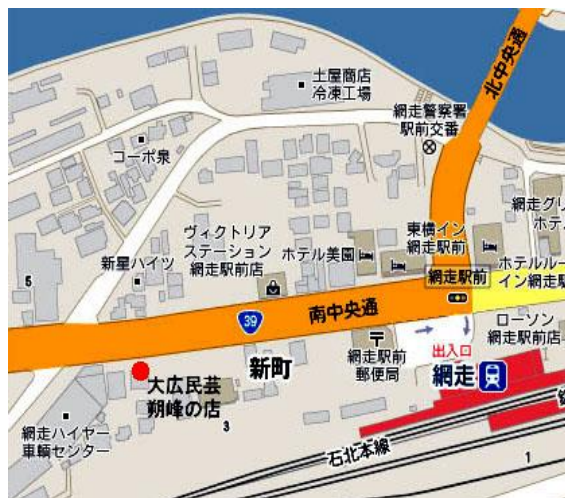 北中央通
土屋商店
冷凍工場
網走警察署
駅前交番
コーポ泉
網走グリ
ホテ
ヴィクトリア
ステーション
網走駅前店
東横イン
網走駅前
ホテル美園
新星ハイツ
5
網走駅前
ホテルルー
イン網走駅
39
南中央通
ローソン
網走駅前店
出入口
網走駅前
郵便局
新町
網走
大広民芸
朔峰の店
3
網走ハイヤー
車輌センター
石北本線
1